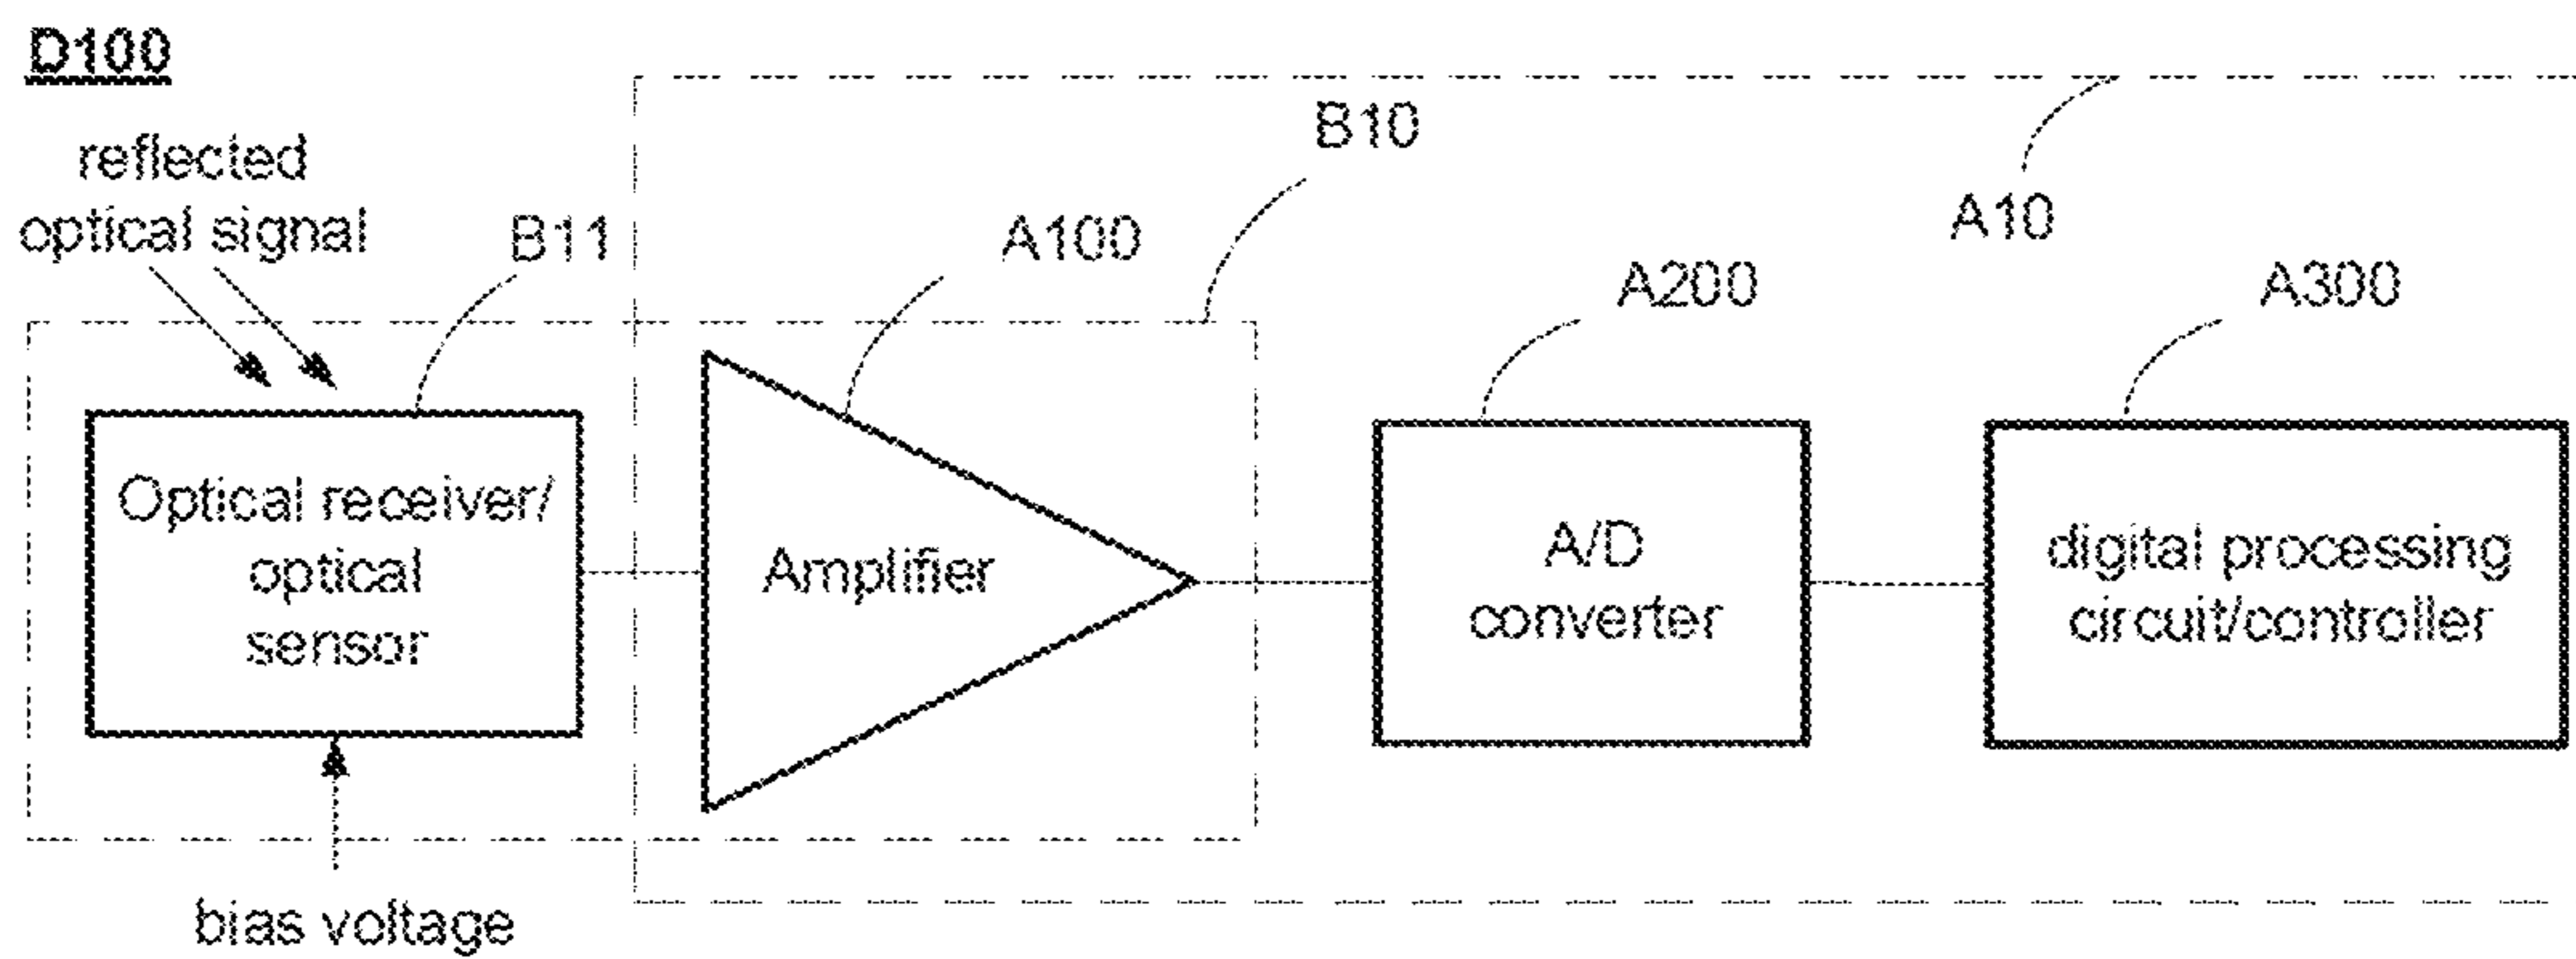 D100
reflected
optical signal
B11
A100
B10
A10
A200
A300
Optical receiver/
optical
sensor
Amplifier
A/D
converter
digital processing
circuit/controller
bias voltage